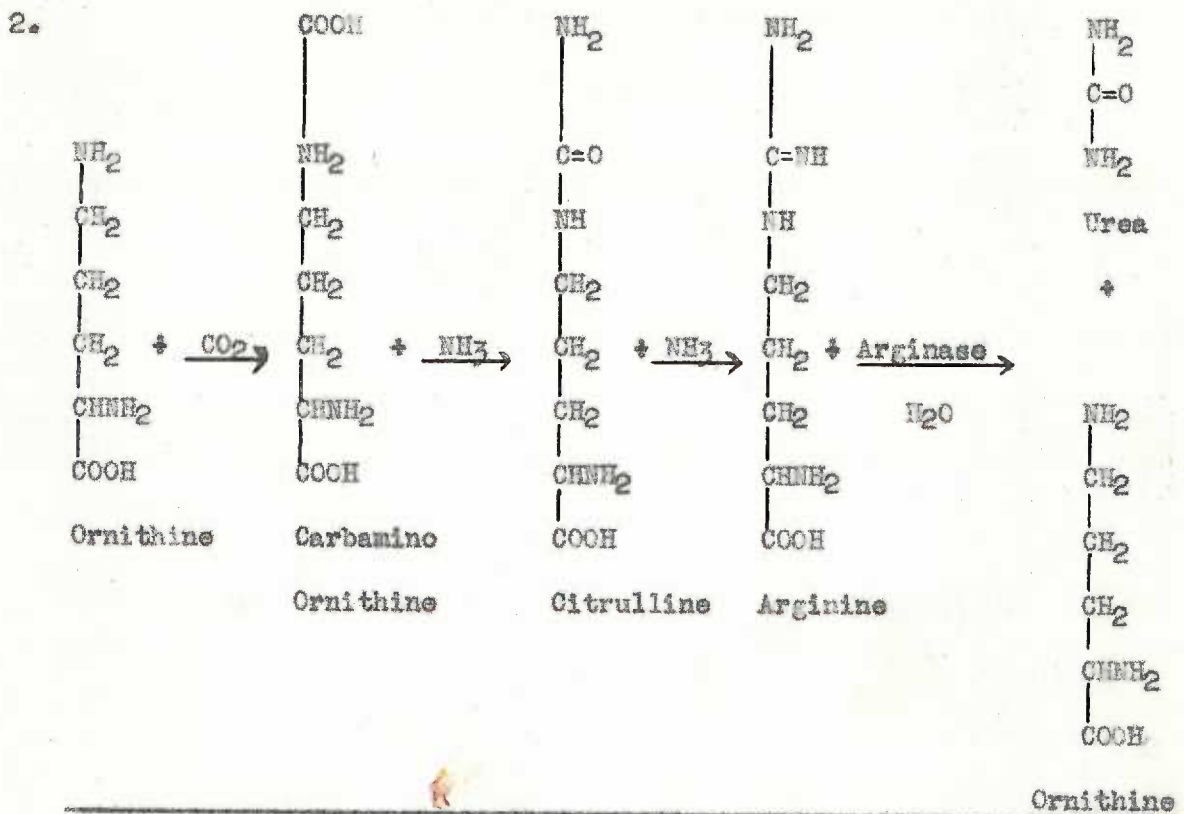 2.
COOH NH2 NH2 NH2
C=O
NH2 NH2 C=O C=NH NH2
CH2 CH2 NH NH Urea
CH2 CH2 CH2 CH2 +
CH2 + CO2 CH2 + NH3 CH2 + NH3 CH2 + Arginase
CHNH2 CHNH2 CH2 CH2 H2O NH2
COOH COOH CHNH2 CHNH2 CH2
Ornithine Carbamino COOH COOH CH2
Ornithine Citrulline Arginine CH2
CHNH2
COOH
Ornithine